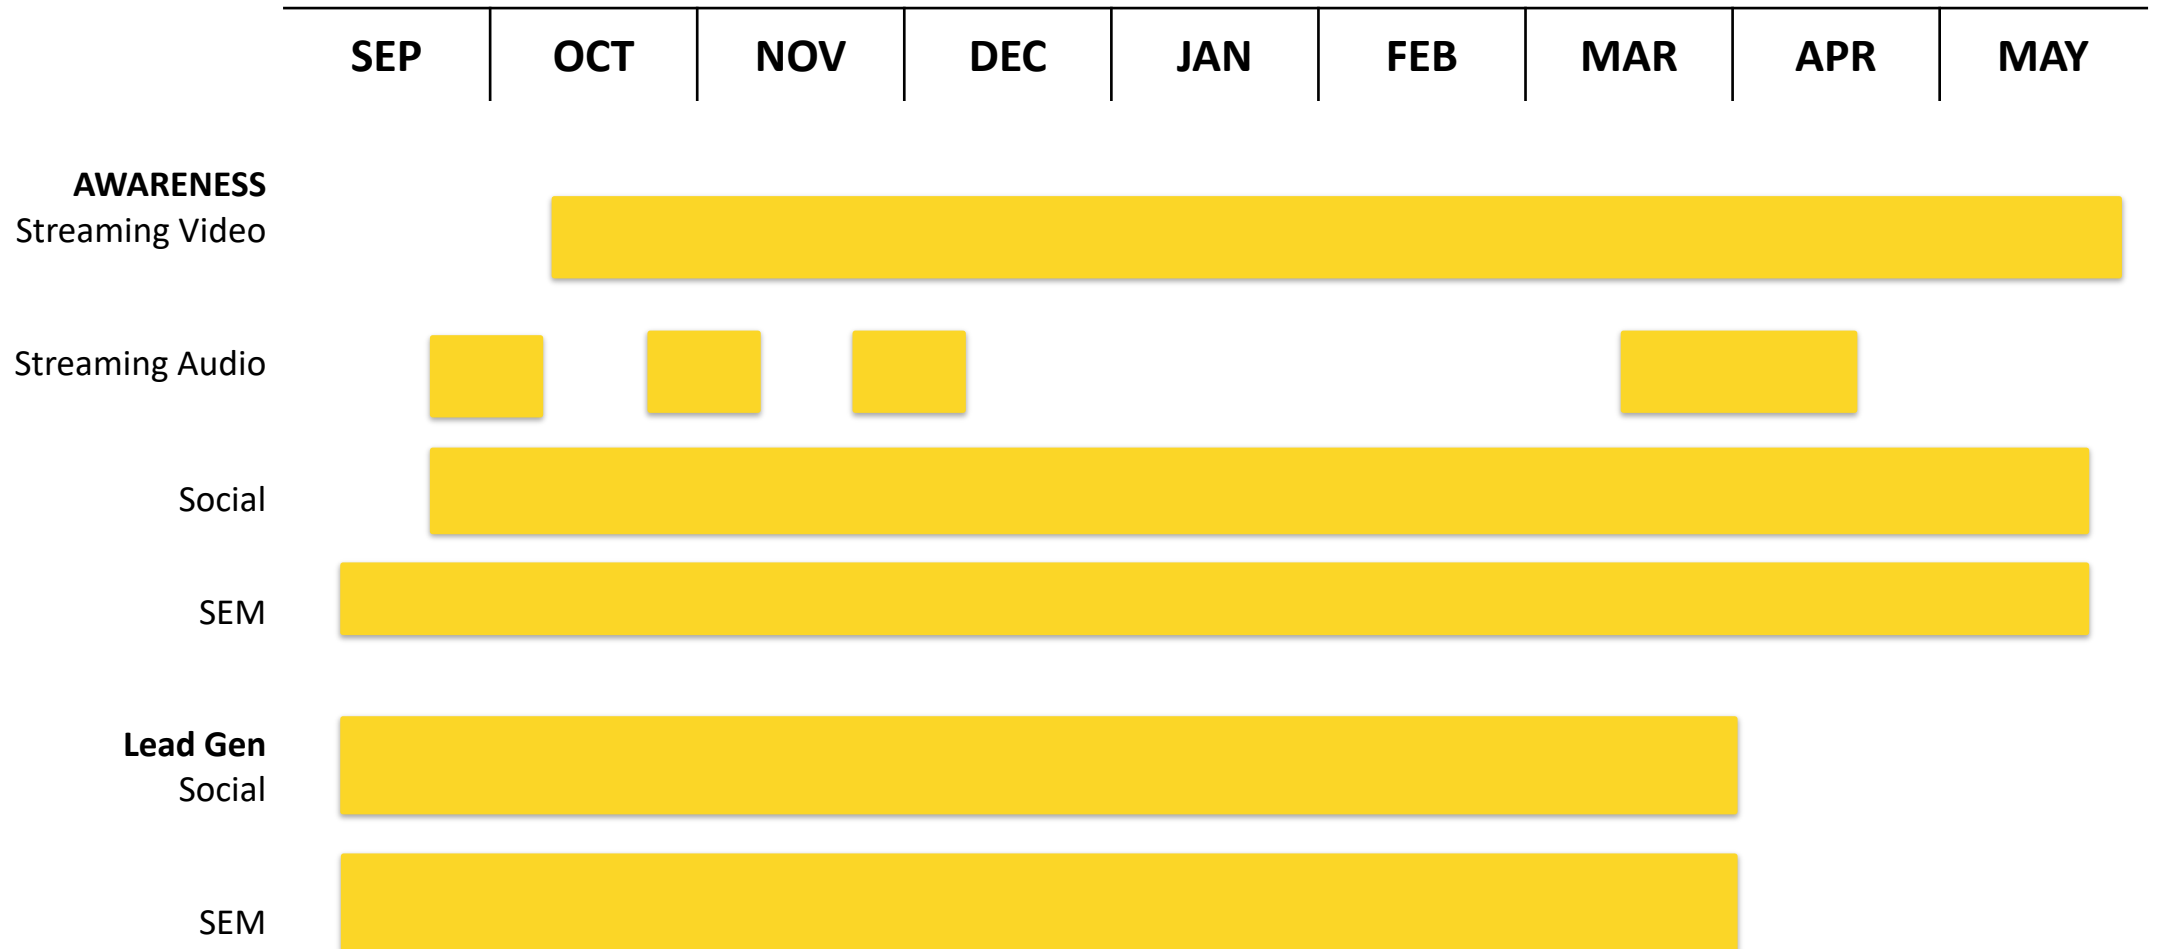 SEP OCT NOV DEC JAN FEB MAR APR MAY
AWARENESS
Streaming Video
Streaming Audio
Social
SEM
Lead Gen
Social
SEM